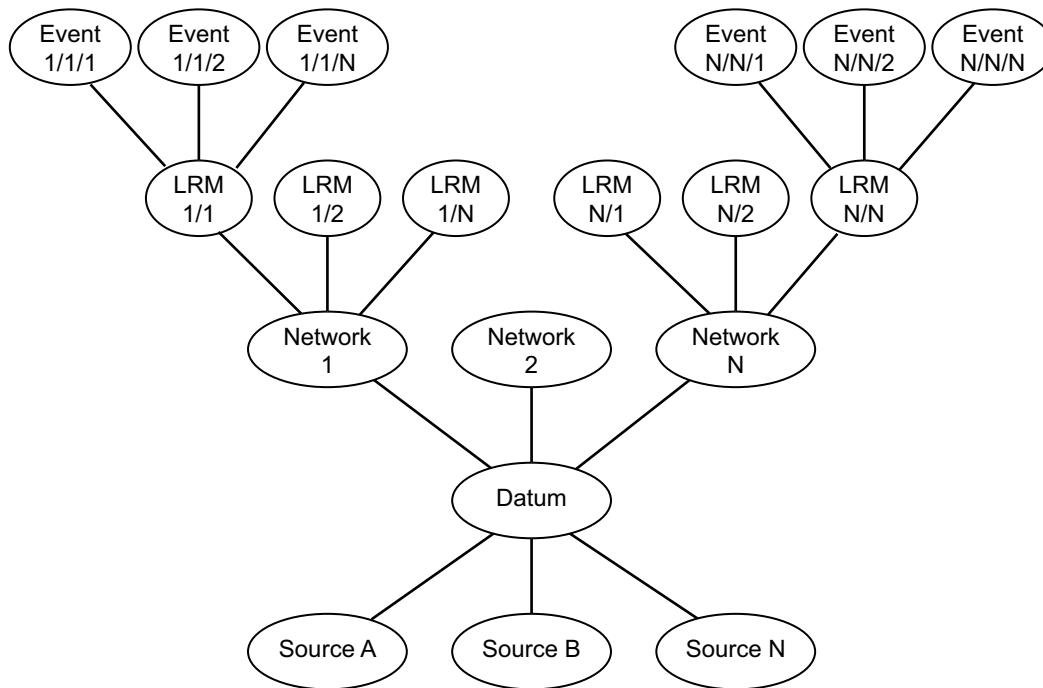 Event
1/1/1
Event
1/1/2
Event
1/1/N
Event
N/N/1
Event
N/N/2
Event
N/N/N
LRM
1/1
LRM
1/2
LRM
1/N
LRM
N/1
LRM
N/2
LRM
N/N
Network
1
Network
2
Network
N
Datum
Source A
Source B
Source N